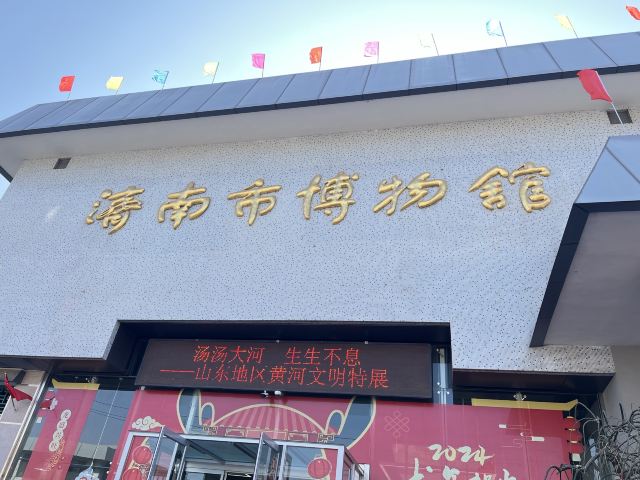 濟南市博物館
汤汤大河 生生不息
——山东地区黄河文明特展
2024